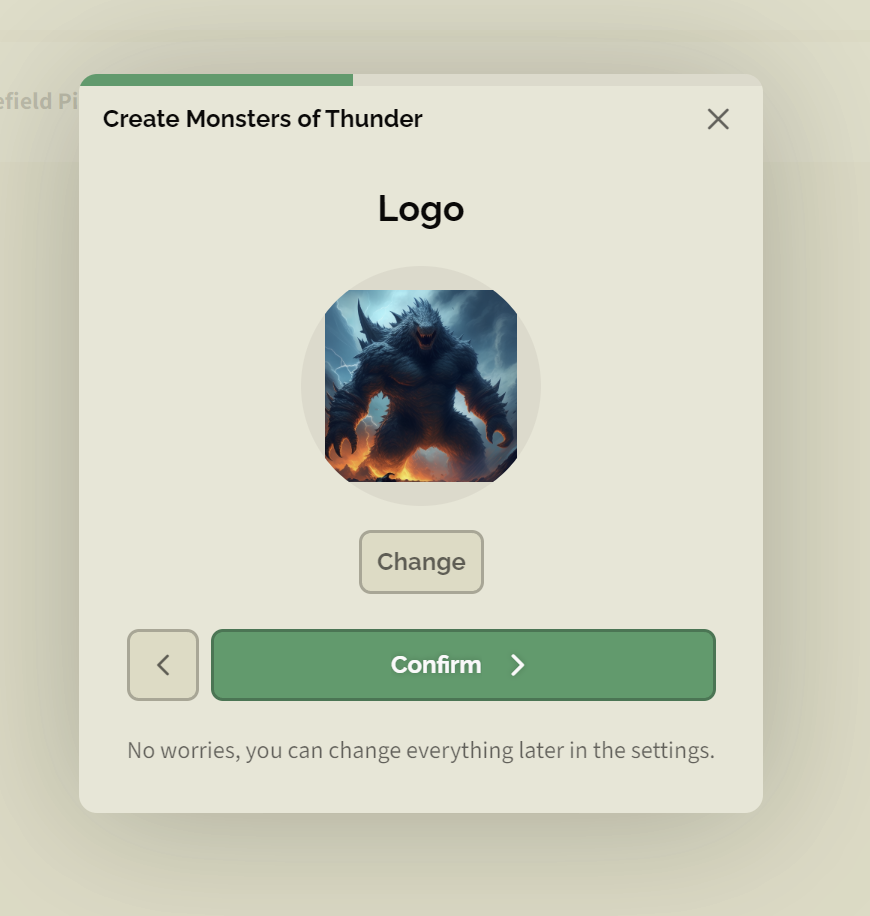 efield Pi
Create Monsters of Thunder
Logo
Change
Confirm
No worries, you can change everything later in the settings.